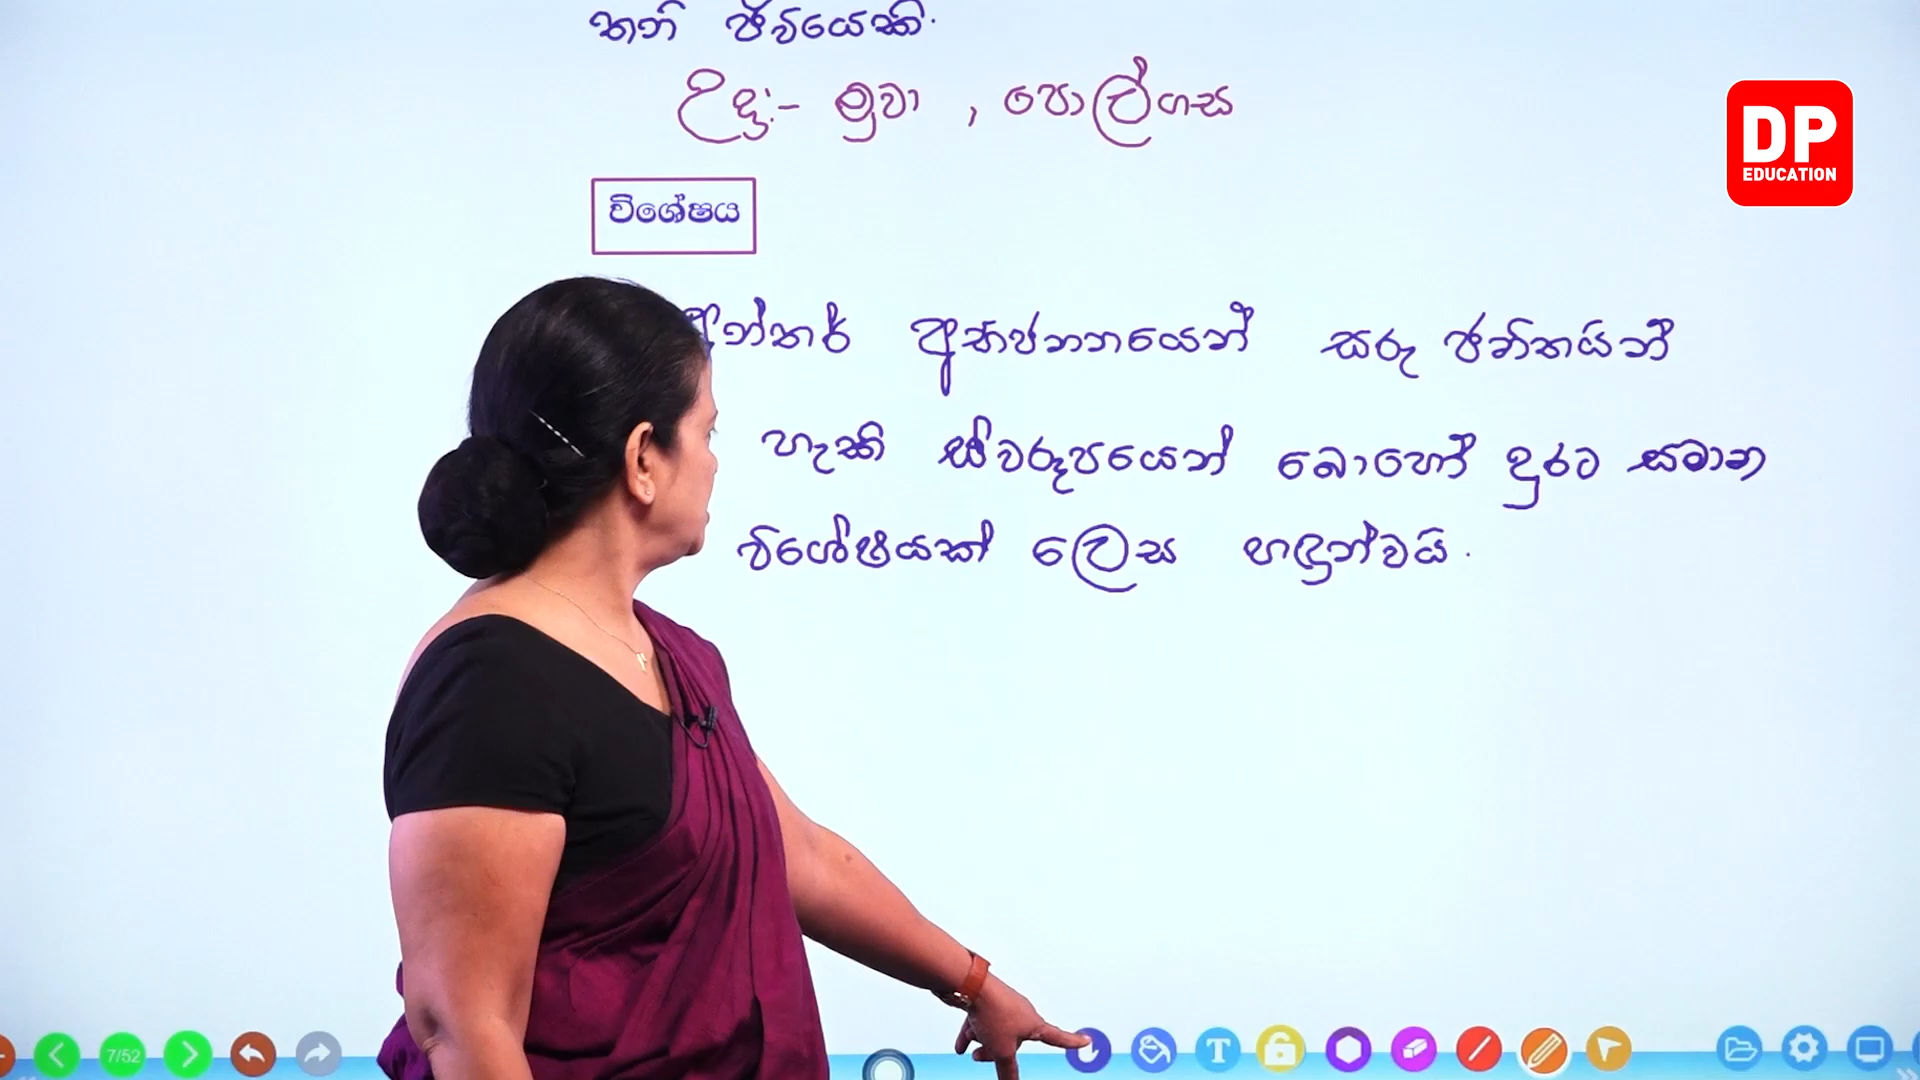 තනි ජීවියෙකි.
උදා:- මුවා , පොල්ගස
DP
EDUCATION
විශේෂය
අන්තර් අභිජනනයෙන් සරු ජනිතයින්
හැකි ස්වරූපයෙන් බොහෝ දුරට සමාන
විශේෂයක් ලෙස හඳුන්වයි.
7/52
T